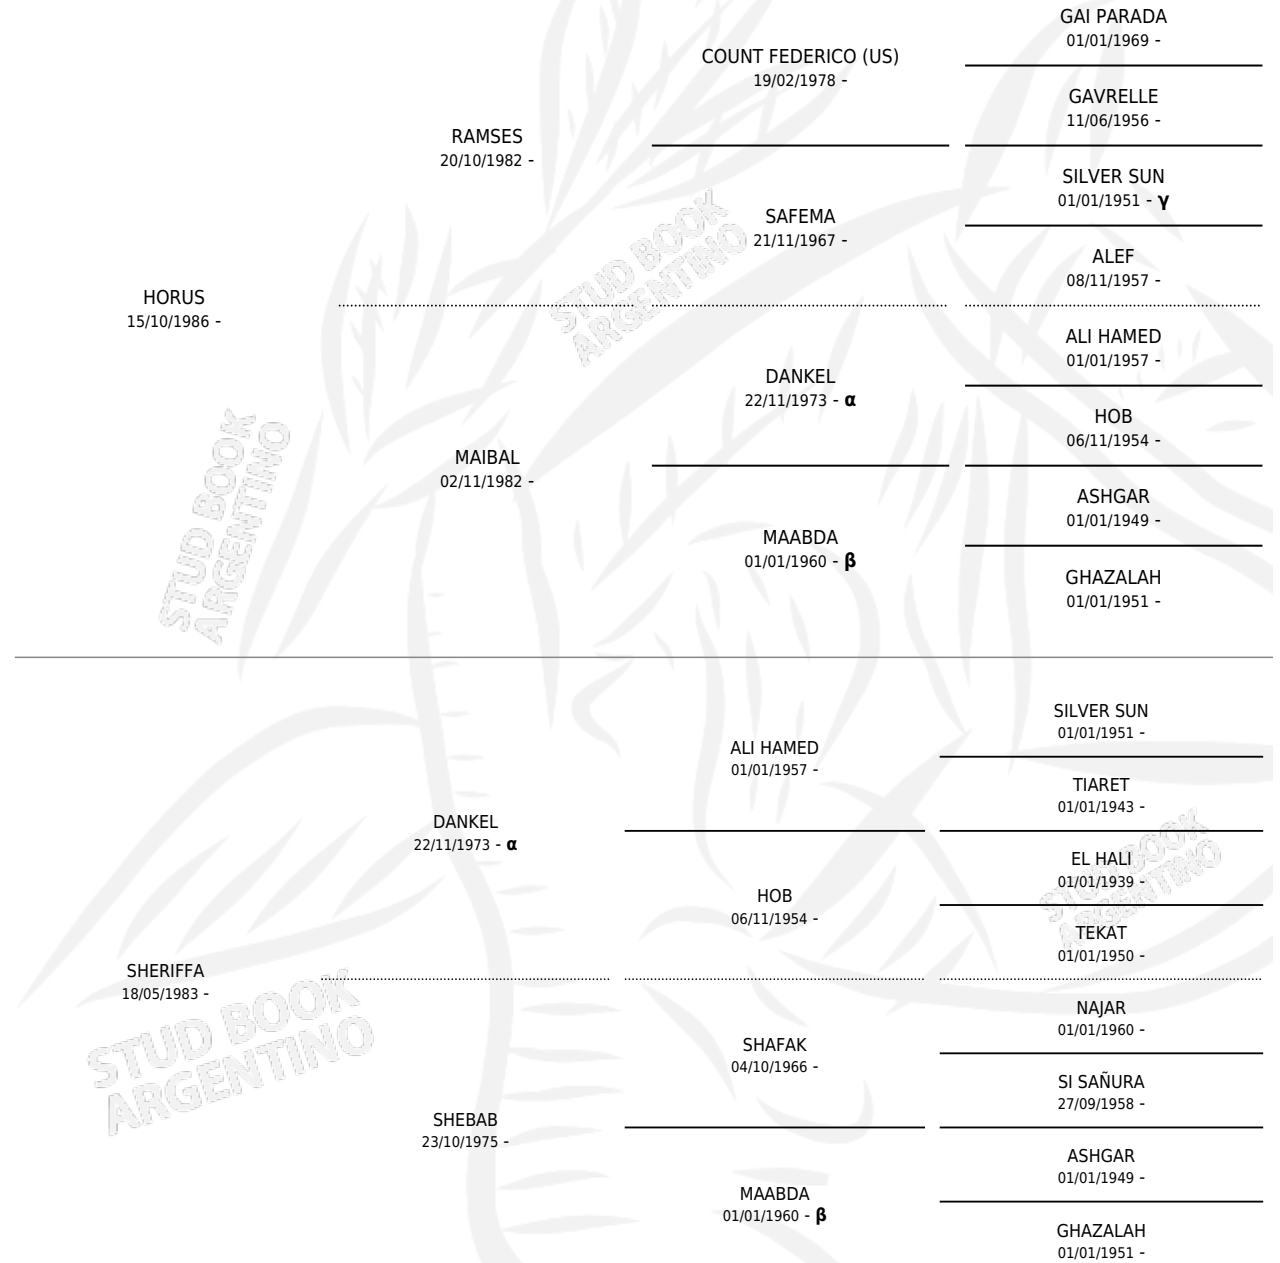 GAI PARADA
01/01/1969 -
COUNT FEDERICO (US)
19/02/1978 -
GAVRELLE
11/06/1956 -
RAMSES
20/10/1982 -
SILVER SUN
01/01/1951 - γ
SAFEMA
21/11/1967 -
ALEF
08/11/1957 -
HORUS
15/10/1986 -
ALI HAMED
01/01/1957 -
DANKEL
22/11/1973 - α
HOB
06/11/1954 -
MAIBAL
02/11/1982 -
ASHGAR
01/01/1949 -
MAABDA
01/01/1960 - β
GHAZALAH
01/01/1951 -
STUD BOOK
ARGENTINO
STUD BOOK
ARGENTINO
SILVER SUN
01/01/1951 -
ALI HAMED
01/01/1957 -
TIARET
01/01/1943 -
DANKEL
22/11/1973 - α
EL HALI
01/01/1939 -
HOB
06/11/1954 -
TEKAT
01/01/1950 -
SHERIFFA
18/05/1983 -
NAJAR
01/01/1960 -
SHAFAK
04/10/1966 -
SI SAÑURA
27/09/1958 -
SHEBAB
23/10/1975 -
ASHGAR
01/01/1949 -
MAABDA
01/01/1960 - β
GHAZALAH
01/01/1951 -
STUD BOOK
ARGENTINO
STUD BOOK
ARGENTINO